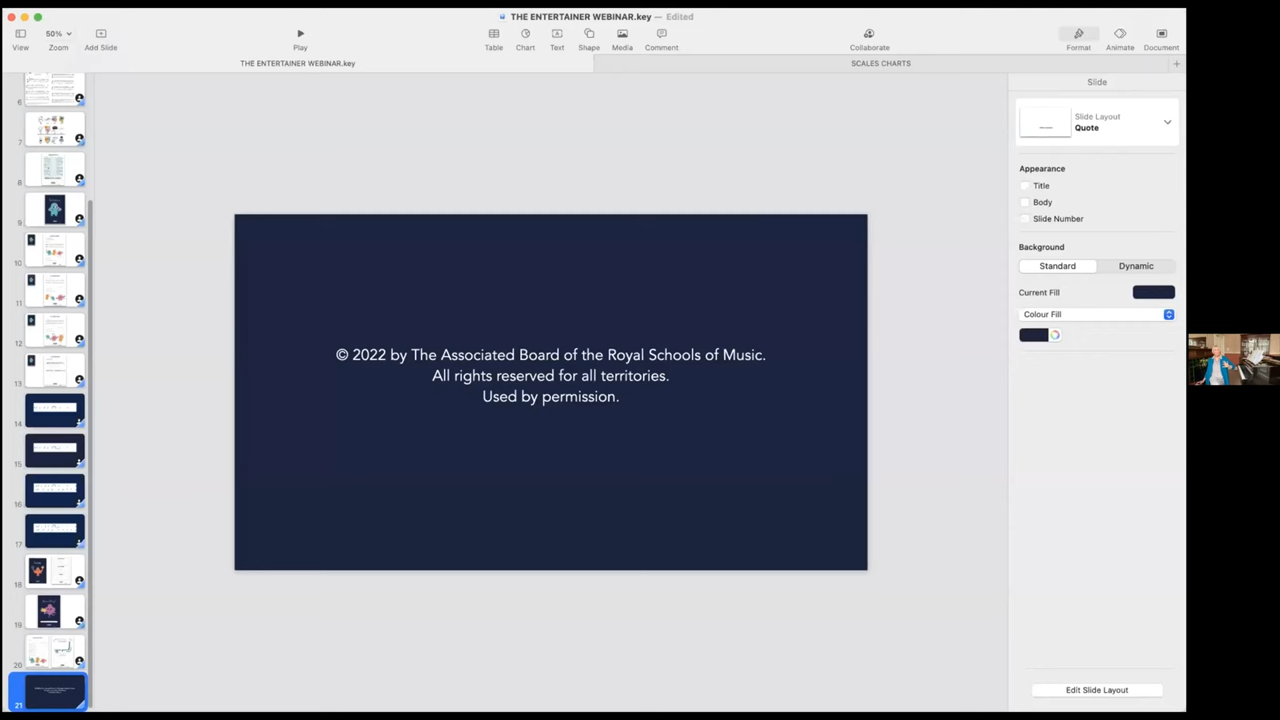 THE ENTERTAINER WEBINAR.key — Edited
50%
View
Zoom
Add Slide
Play
Table
Chart
Text
Shape
Media
Comment
Collaborate
Format
Animate
Document
THE ENTERTAINER WEBINAR.key
SCALES CHARTS
+
6
7
8
9
10
11
12
13
14
15
16
17
18
19
20
21
© 2022 by The Associated Board of the Royal Schools of Music.
All rights reserved for all territories.
Used by permission.
Slide
Slide Layout
Quote
Appearance
Title
Body
Slide Number
Background
Standard
Dynamic
Current Fill
Colour Fill
Edit Slide Layout